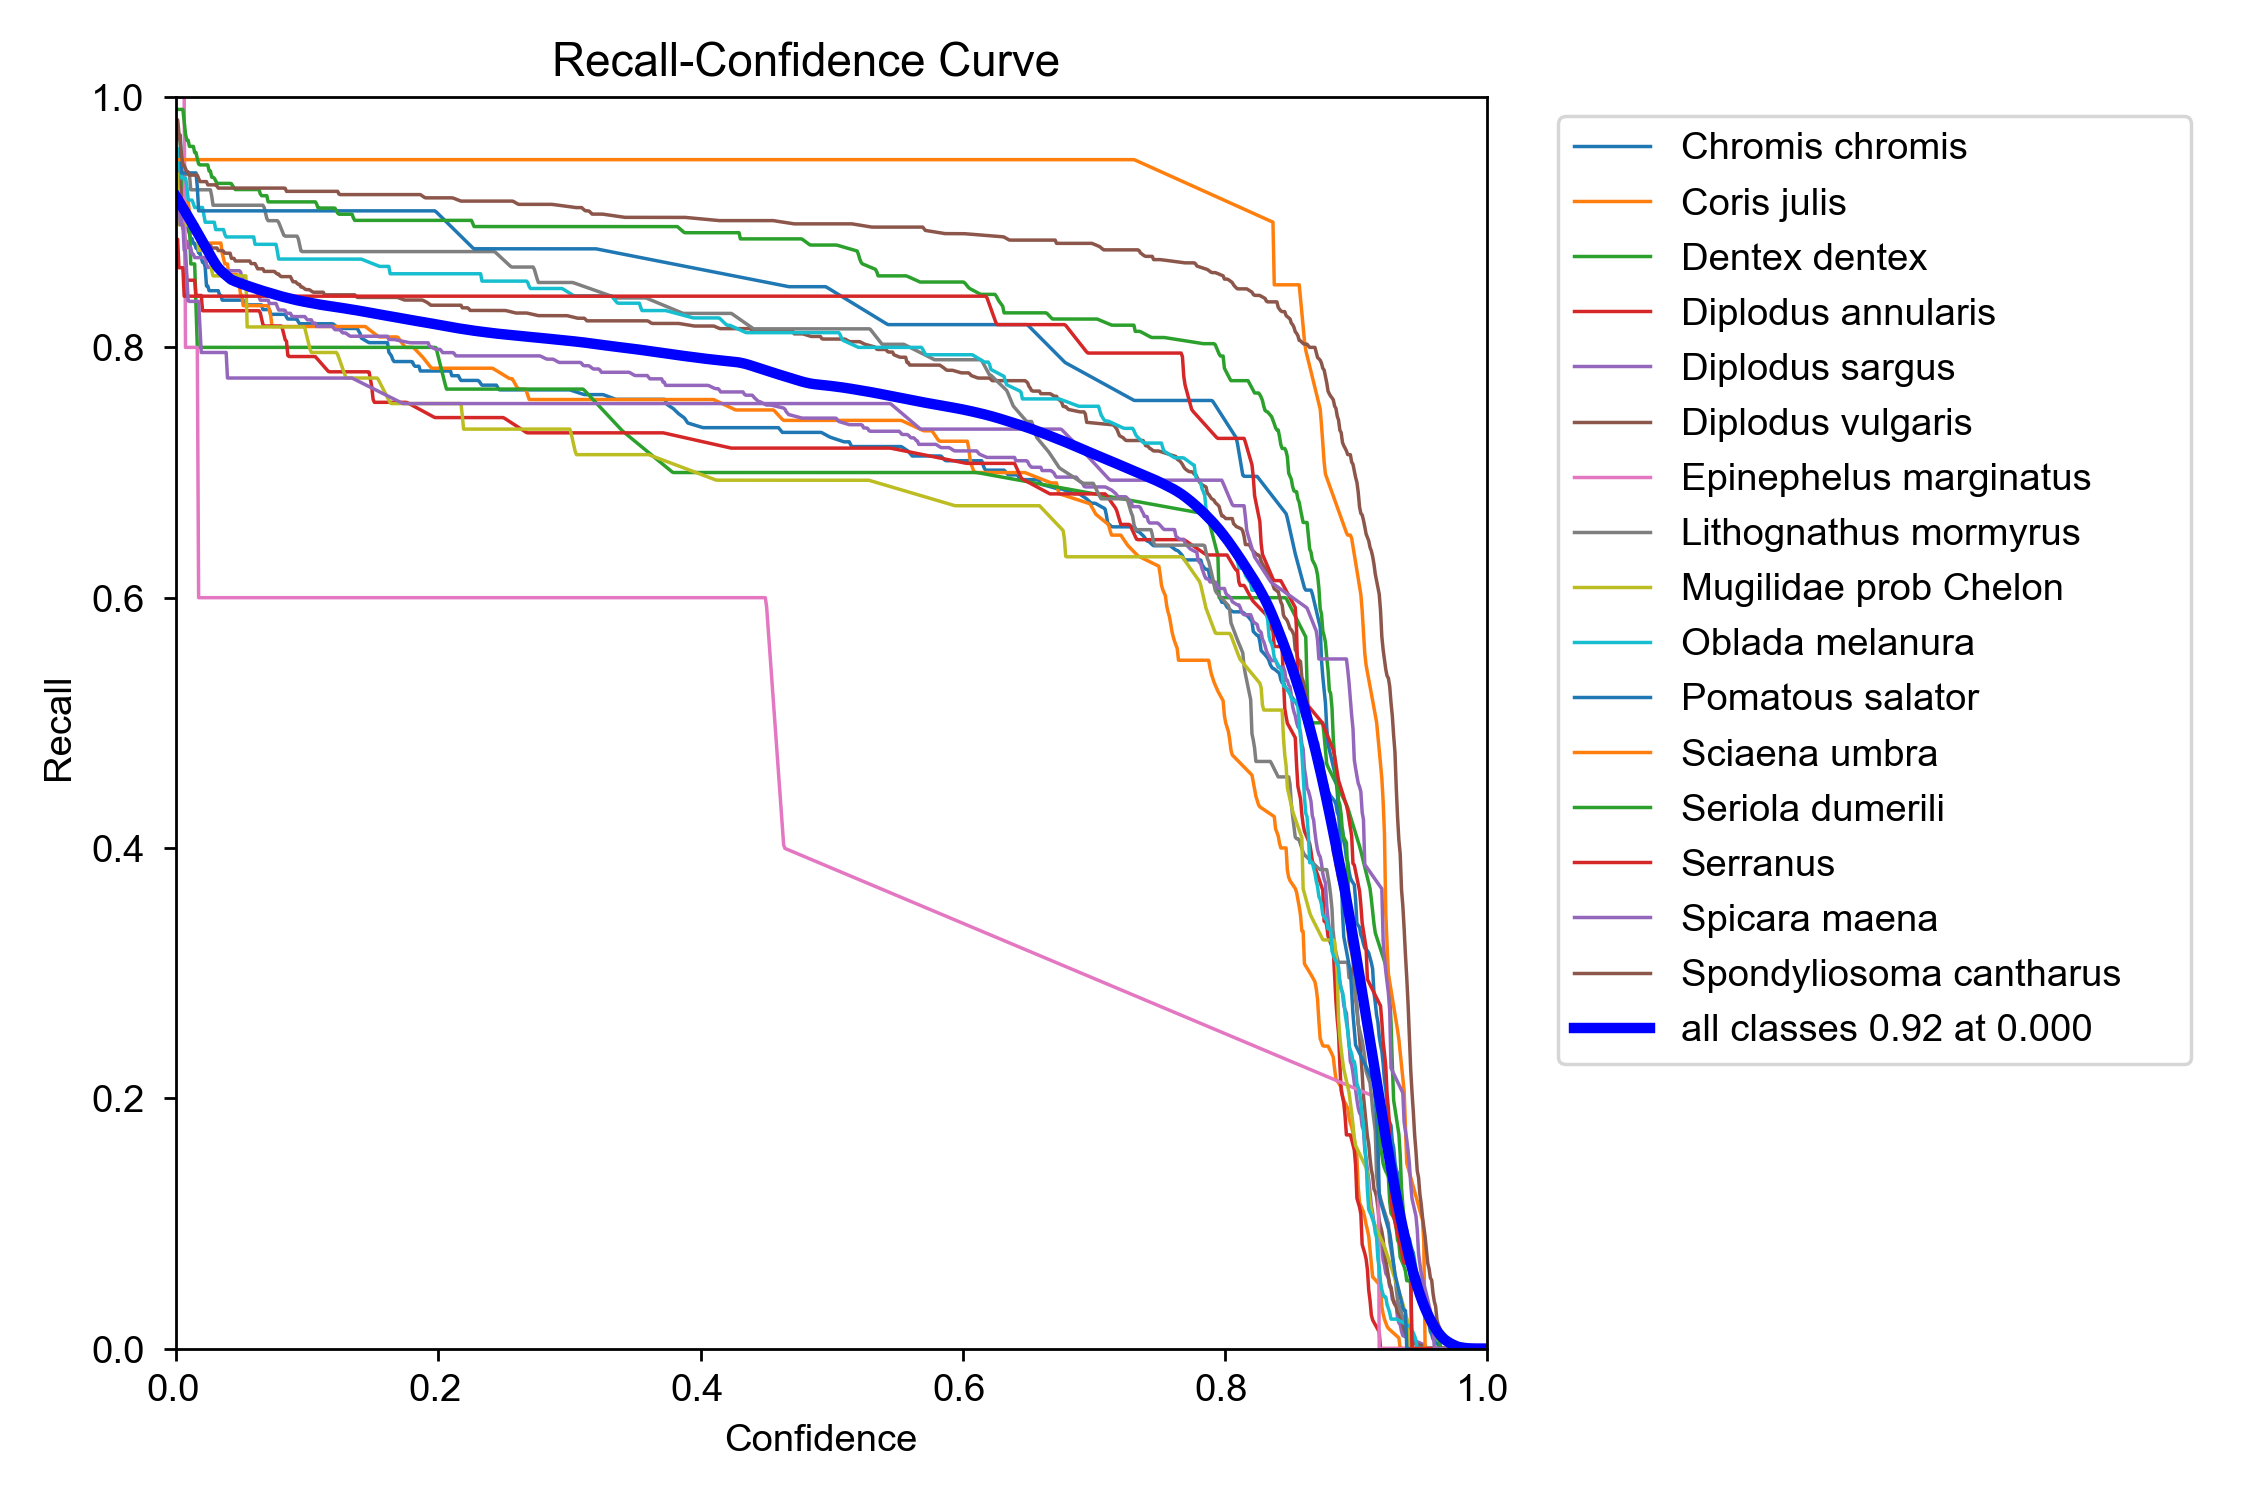 Recall-Confidence Curve
1.0
0.8
0.6
0.4
0.2
0.0
Recall
0.0 0.2 0.4 0.6 0.8 1.0
Confidence
Chromis chromis
Coris julis
Dentex dentex
Diplodus annularis
Diplodus sargus
Diplodus vulgaris
Epinephelus marginatus
Lithognathus mormyrus
Mugilidae prob Chelon
Oblada melanura
Pomatous salator
Sciaena umbra
Seriola dumerili
Serranus
Spicara maena
Spondyliosoma cantharus
all classes 0.92 at 0.000